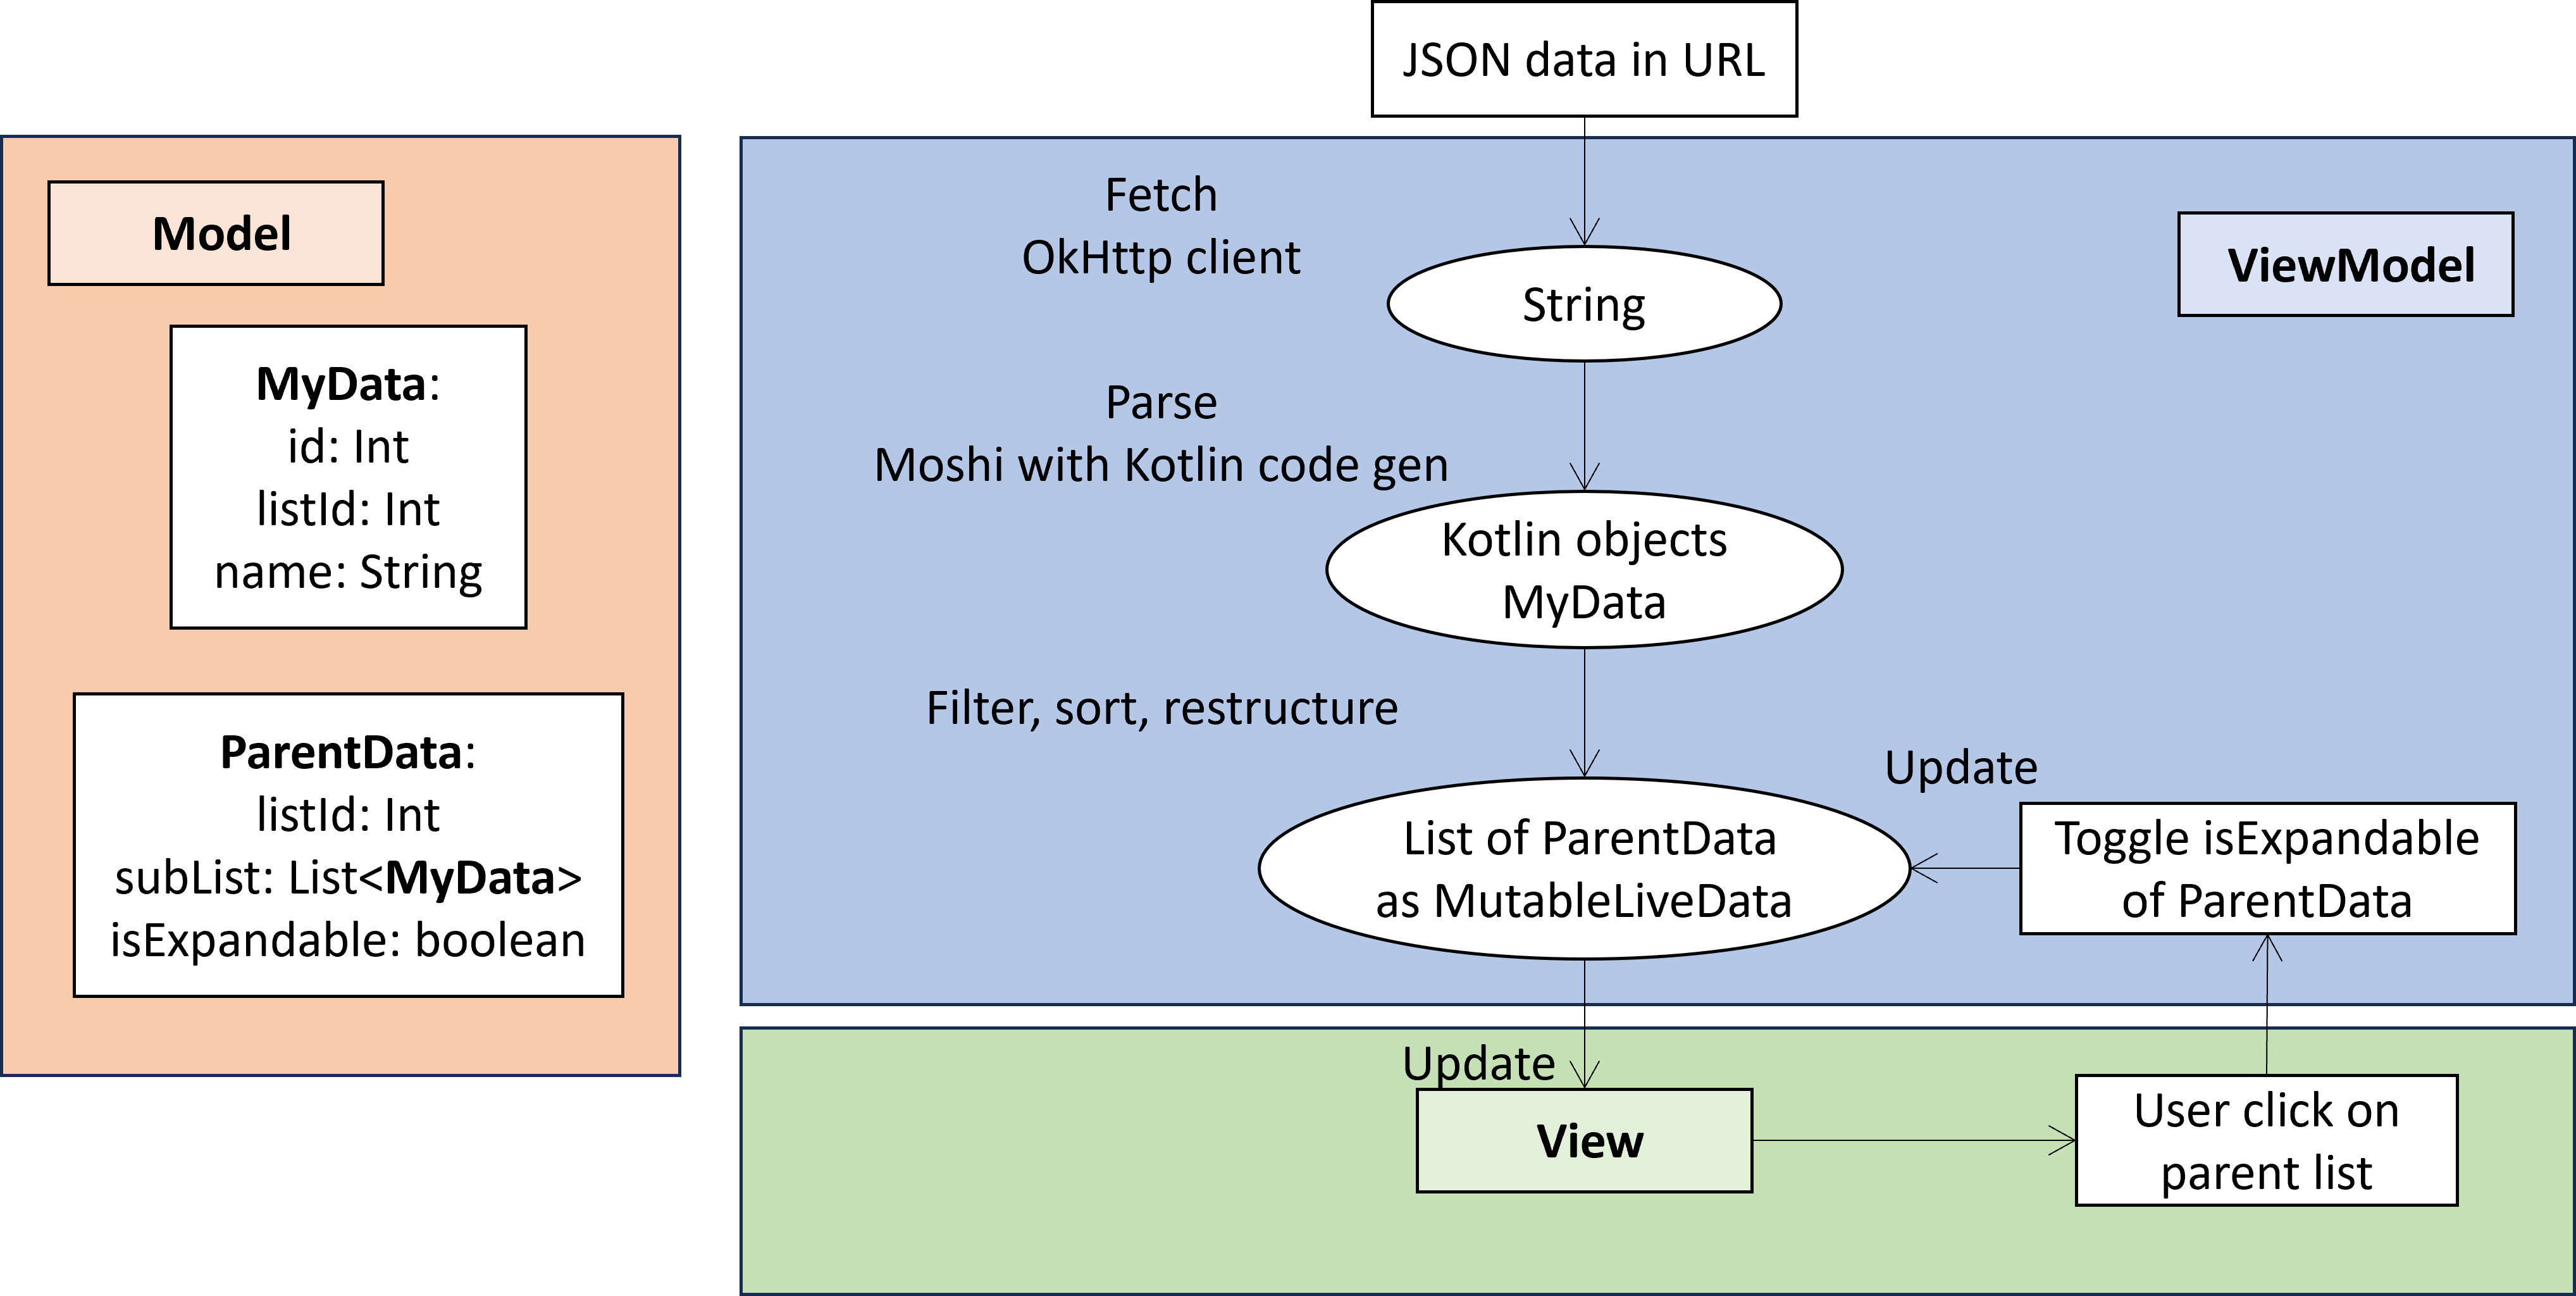 JSON data in URL
Model
MyData:
id: Int
listId: Int
name: String
ParentData:
listId: Int
subList: List<MyData>
isExpandable: boolean
Fetch
OkHttp client
String
ViewModel
Parse
Moshi with Kotlin code gen
Kotlin objects
MyData
Filter, sort, restructure
List of ParentData
as MutableLiveData
Update
Toggle isExpandable
of ParentData
Update
View
User click on
parent list